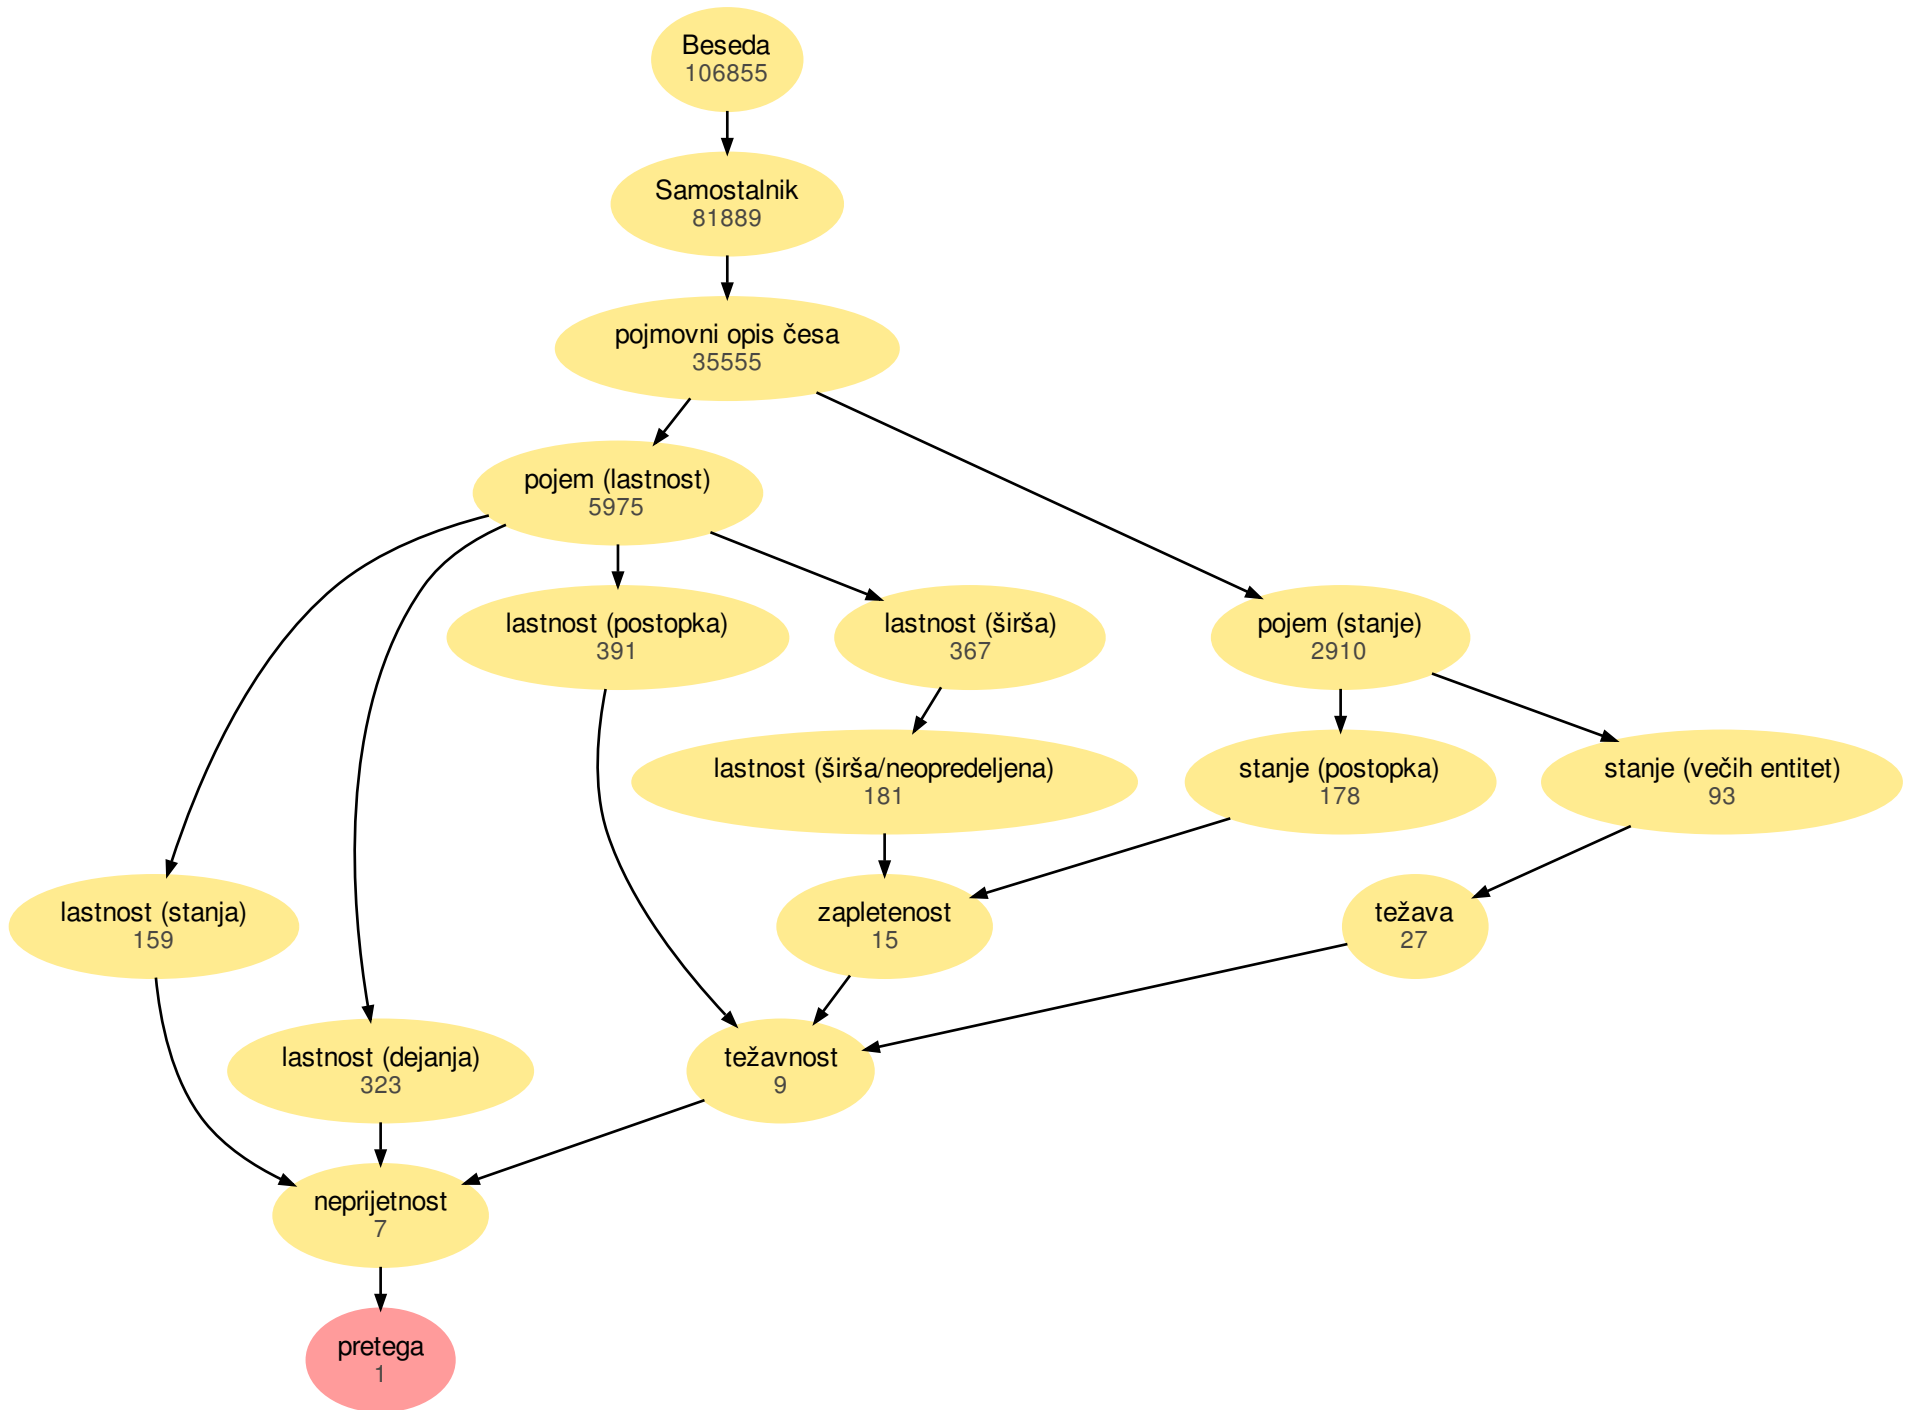 Beseda
106855
Samostalnik
81889
pojmovni opis česa
35555
pojem (lastnost)
5975
lastnost (postopka)
391
lastnost (širša)
367
pojem (stanje)
2910
lastnost (širša/neopredeljena)
181
stanje (postopka)
178
stanje (večih entitet)
93
lastnost (stanja)
159
zapletenost
15
težava
27
lastnost (dejanja)
323
težavnost
9
neprijetnost
7
pretega
1